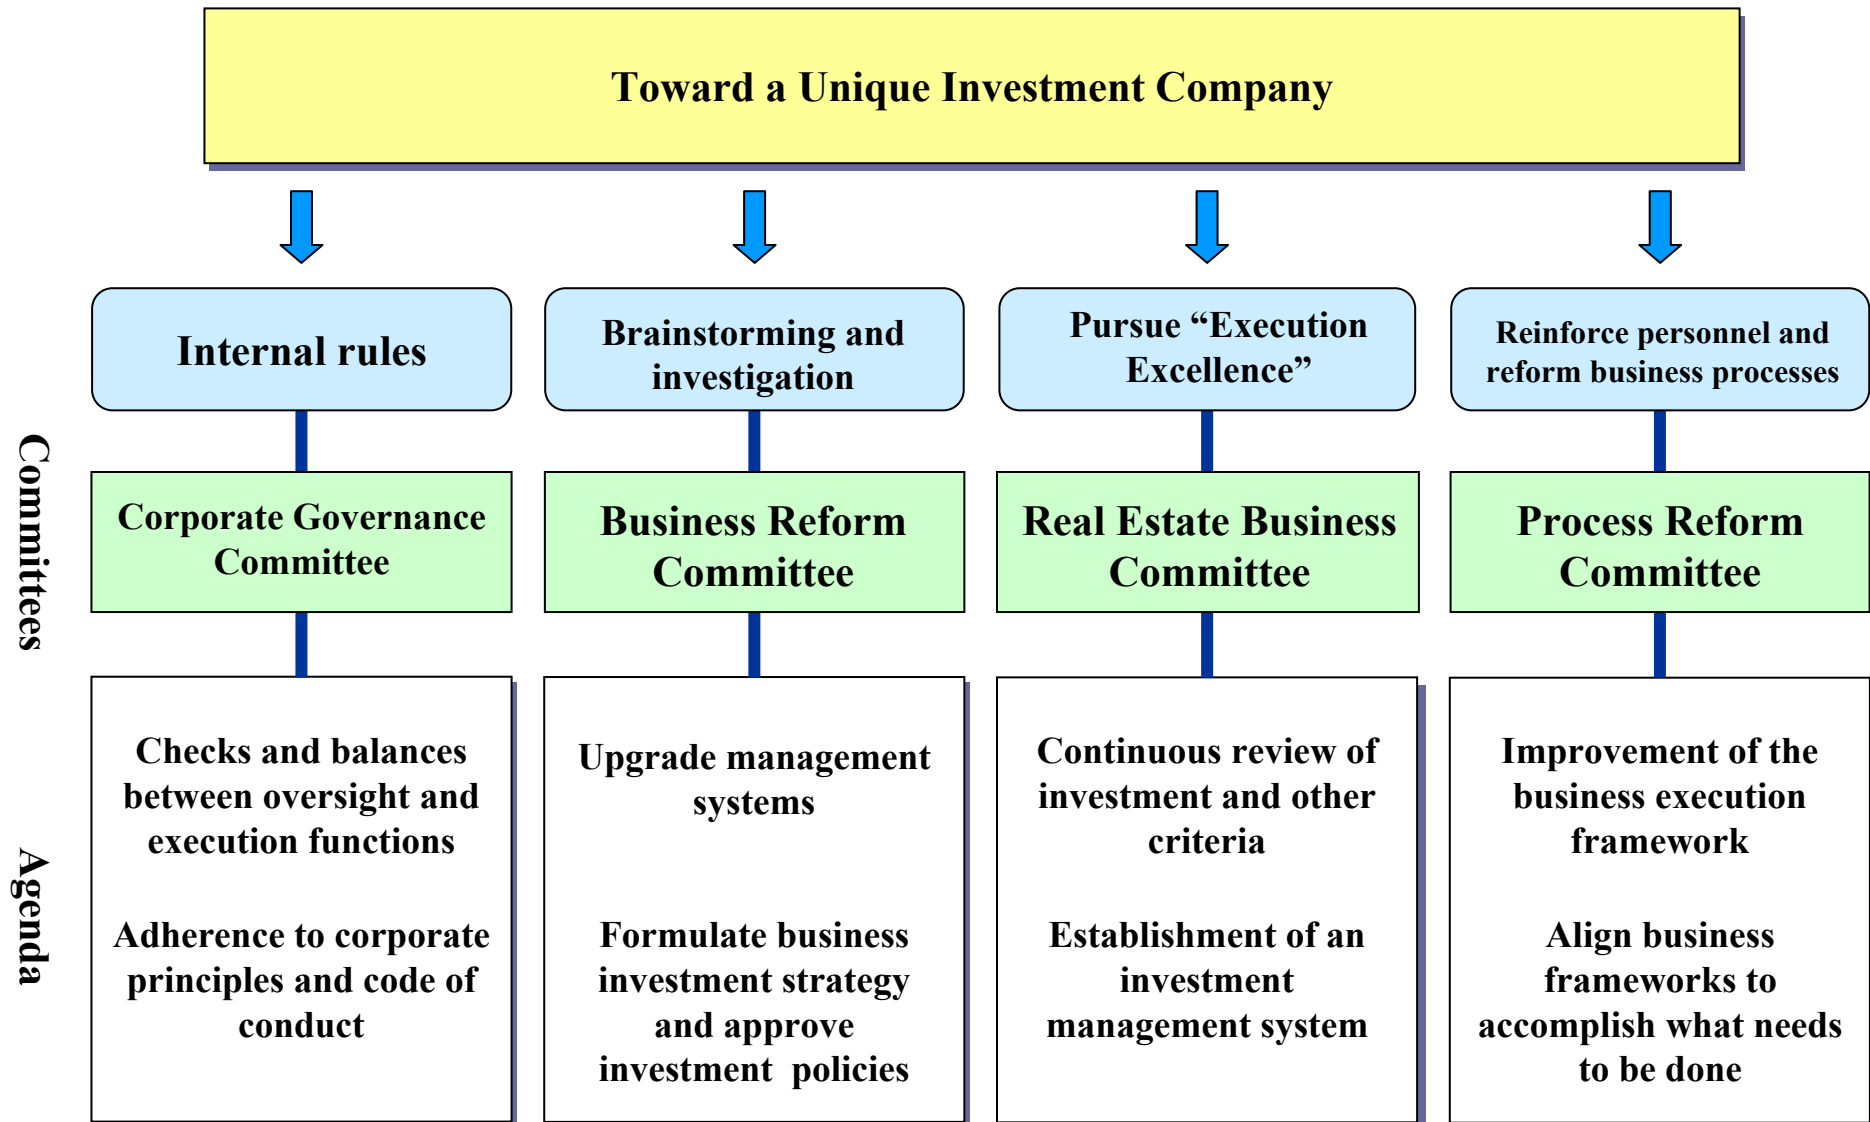 Toward a Unique Investment Company
Internal rules
Brainstorming and
investigation
Pursue “Execution
Excellence”
Reinforce personnel and
reform business processes
Committees
Corporate Governance
Committee
Business Reform
Committee
Real Estate Business
Committee
Process Reform
Committee
Agenda
Checks and balances
between oversight and
execution functions
Adherence to corporate
principles and code of
conduct
Upgrade management
systems
Formulate business
investment strategy
and approve
investment policies
Continuous review of
investment and other
criteria
Establishment of an
investment
management system
Improvement of the
business execution
framework
Align business
frameworks to
accomplish what needs
to be done